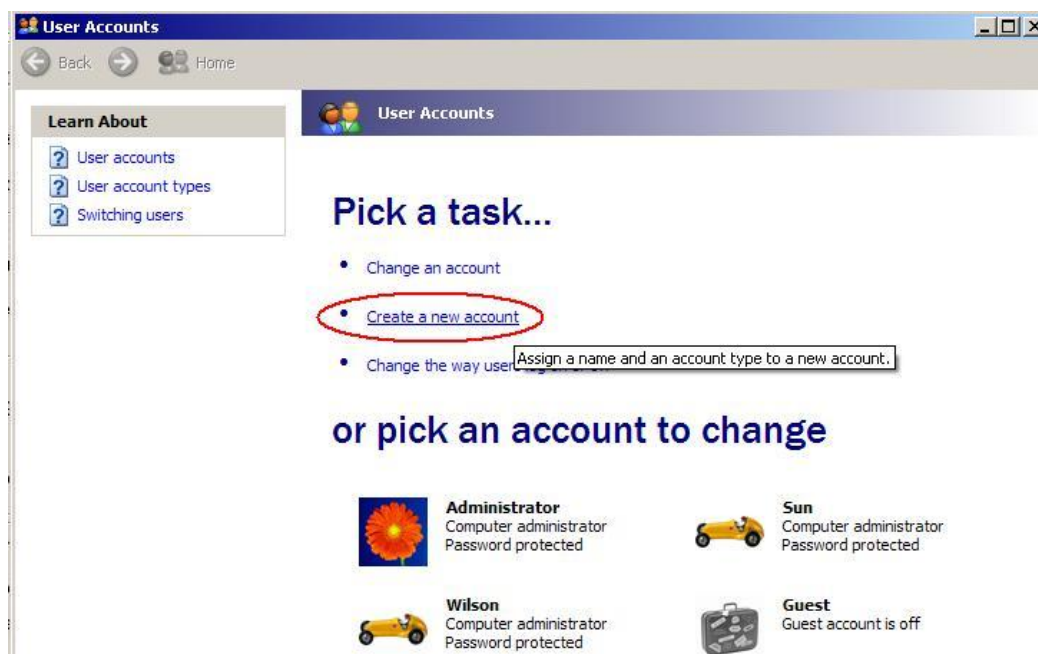 User Accounts
Back Home
Learn About
User accounts
User account types
Switching users
User Accounts
Pick a task...
Change an account
Create a new account
Assign a name and an account type to a new account.
Change the way users
or pick an account to change
Administrator
Computer administrator
Password protected
Sun
Computer administrator
Password protected
Wilson
Computer administrator
Password protected
Guest
Guest account is off